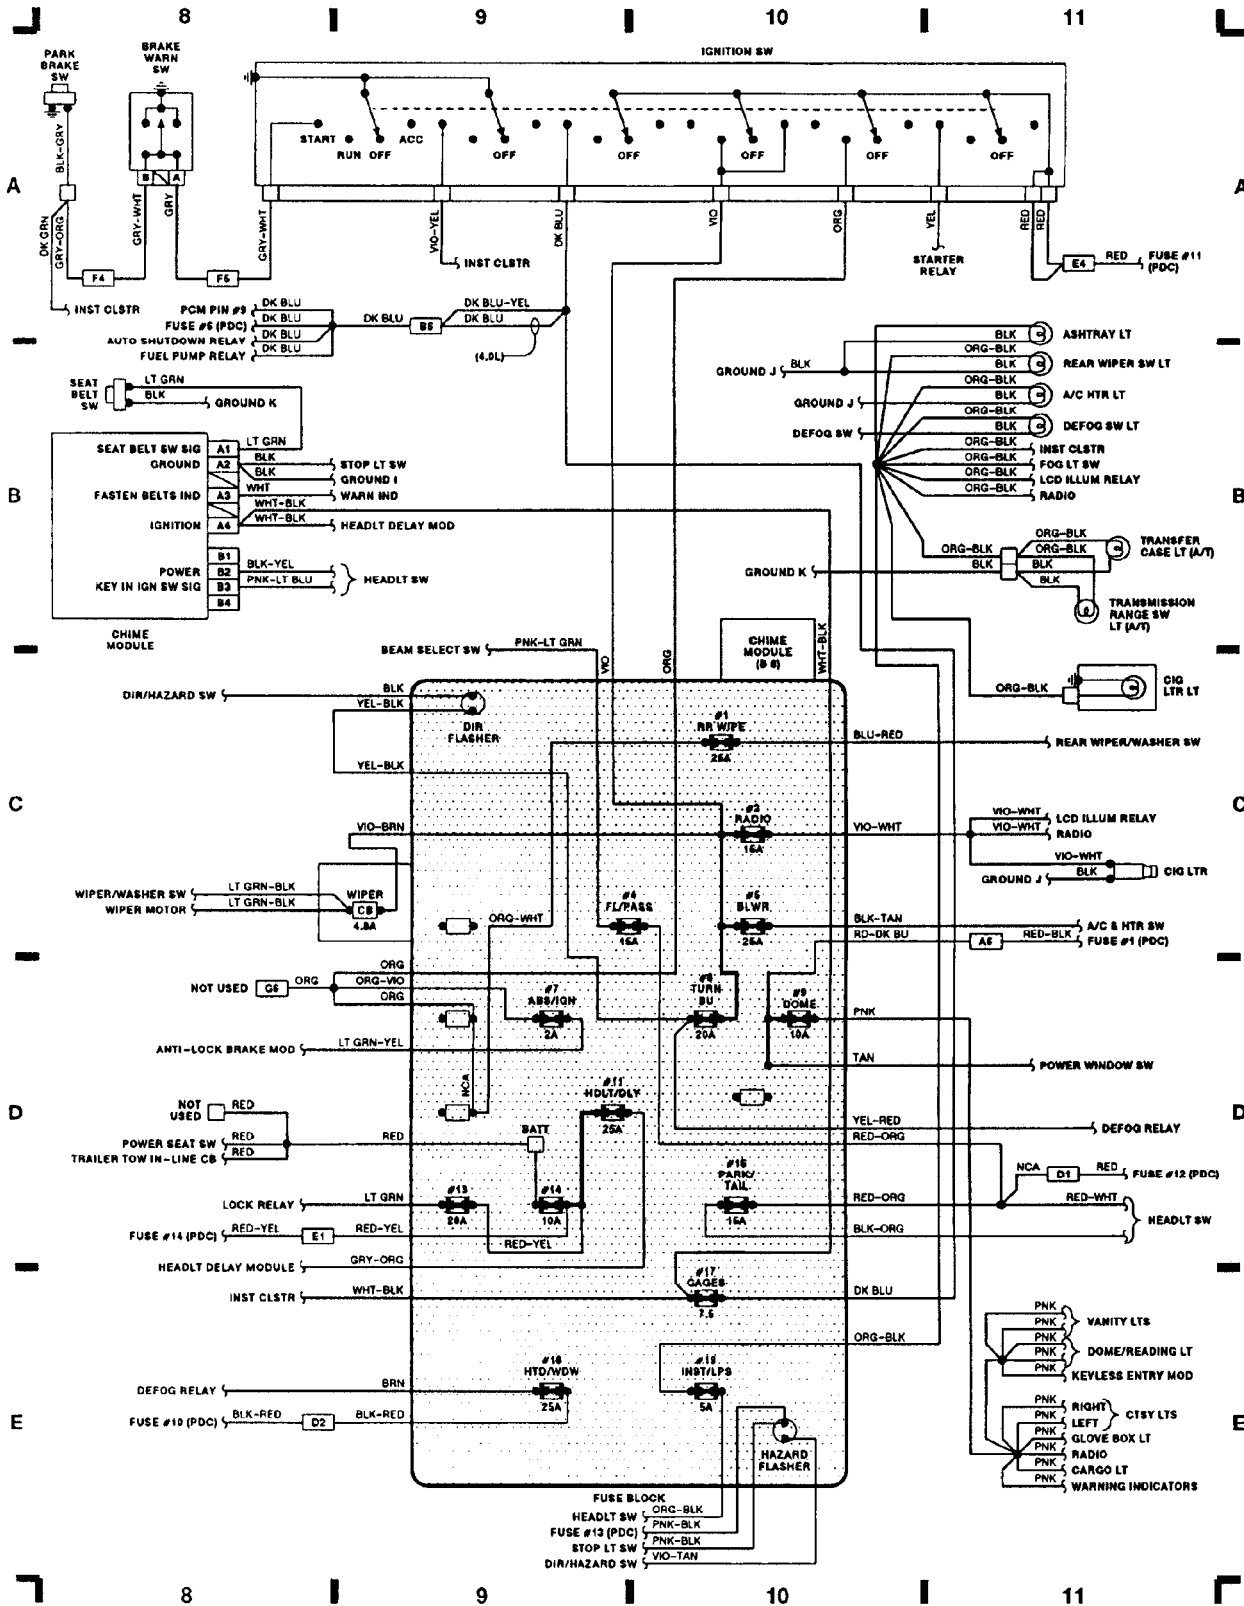 8 9 10 11
PARK BRAKE SW
BRAKE WARN SW
IGNITION SW
START RUN OFF ACC OFF OFF OFF OFF OFF
A A
B A
BLK-GRY
DK GRN
GRY-ORG
GRY-WHT
GRY
GRY-WHT
VIO-YEL
DK BLU
VIO
ORG
YEL
RED
RED
F4 F5
INST CLSTR
STARTER RELAY
E4 RED FUSE #11 (PDC)
INST CLSTR
PCM PIN #9 DK BLU
FUSE #6 (PDC) DK BLU
AUTO SHUTDOWN RELAY DK BLU
FUEL PUMP RELAY DK BLU
DK BLU
DK BLU-YEL
DK BLU
(4.0L)
BLK ASHTRAY LT
GROUND J BLK
ORG-BLK
BLK REAR WIPER SW LT
ORG-BLK
GROUND J BLK A/C HTR LT
ORG-BLK
DEFOG SW BLK DEFOG SW LT
ORG-BLK INST CLSTR
ORG-BLK FOG LT SW
ORG-BLK LCD ILLUM RELAY
ORG-BLK RADIO
SEAT BELT SW
LT GRN
BLK GROUND K
B B
SEAT BELT SW SIG A1 LT GRN
GROUND A2 BLK STOP LT SW
BLK GROUND I
FASTEN BELTS IND A3 WHT WARN IND
WHT-BLK
IGNITION A4 WHT-BLK HEADLT DELAY MOD
B1
POWER B2 BLK-YEL
KEY IN IGN SW SIG B3 PNK-LT BLU
HEADLT SW
B4
CHIME MODULE
ORG-BLK
ORG-BLK
ORG-BLK
TRANSFER CASE LT (A/T)
GROUND K BLK BLK
BLK
TRANSMISSION RANGE SW LT (A/T)
BEAM SELECT SW PNK-LT GRN
VIO
ORG
CHIME MODULE (B 8)
WHT-BLK
ORG-BLK
CIG LTR LT
DIR/HAZARD SW BLK
YEL-BLK
DIR FLASHER
YEL-BLK
#1 RR WIPE 25A
BLU-RED REAR WIPER/WASHER SW
C C
VIO-BRN
#2 RADIO 15A
VIO-WHT
VIO-WHT LCD ILLUM RELAY
VIO-WHT RADIO
VIO-WHT
GROUND J BLK CIG LTR
WIPER/WASHER SW LT GRN-BLK
WIPER MOTOR LT GRN-BLK
WIPER CB
ORG-WHT
#4 FL/PASS 15A
#5 BLWR 25A
BLK-TAN A/C & HTR SW
RD-DK BU RED-BLK FUSE #1 (PDC)
NOT USED G6 ORG
ORG
ORG-VIO
ORG
#7 ABS/IGN 2A
TURN BU 20A
#9 DOME 10A
PNK
ANTI-LOCK BRAKE MOD LT GRN-YEL
TAN POWER WINDOW SW
NCA
D D
NOT USED RED
POWER SEAT SW RED
TRAILER TOW IN-LINE CB RED
RED
BATT
#11 HDLT/DLY 25A
YEL-RED DEFOG RELAY
RED-ORG
NCA D1 RED FUSE #12 (PDC)
LOCK RELAY LT GRN
#13 20A
#14 10A
PARK/TAIL 15A
RED-ORG
RED-WHT
BLK-ORG
HEADLT SW
FUSE #14 (PDC) RED-YEL E1 RED-YEL
RED-YEL
HEADLT DELAY MODULE GRY-ORG
INST CLSTR WHT-BLK
#17 GAGES 7.5
DK BLU
ORG-BLK
PNK
PNK VANITY LTS
PNK
PNK DOME/READING LT
PNK KEYLESS ENTRY MOD
E E
DEFOG RELAY BRN
FUSE #10 (PDC) BLK-RED D2 BLK-RED
HTD/WDW 25A
INST/LPS 5A
HAZARD FLASHER
PNK RIGHT
PNK LEFT
CTSY LTS
PNK GLOVE BOX LT
PNK RADIO
PNK CARGO LT
PNK WARNING INDICATORS
FUSE BLOCK
HEADLT SW ORG-BLK
FUSE #13 (PDC) PNK-BLK
STOP LT SW PNK-BLK
DIR/HAZARD SW VIO-TAN
8 9 10 11